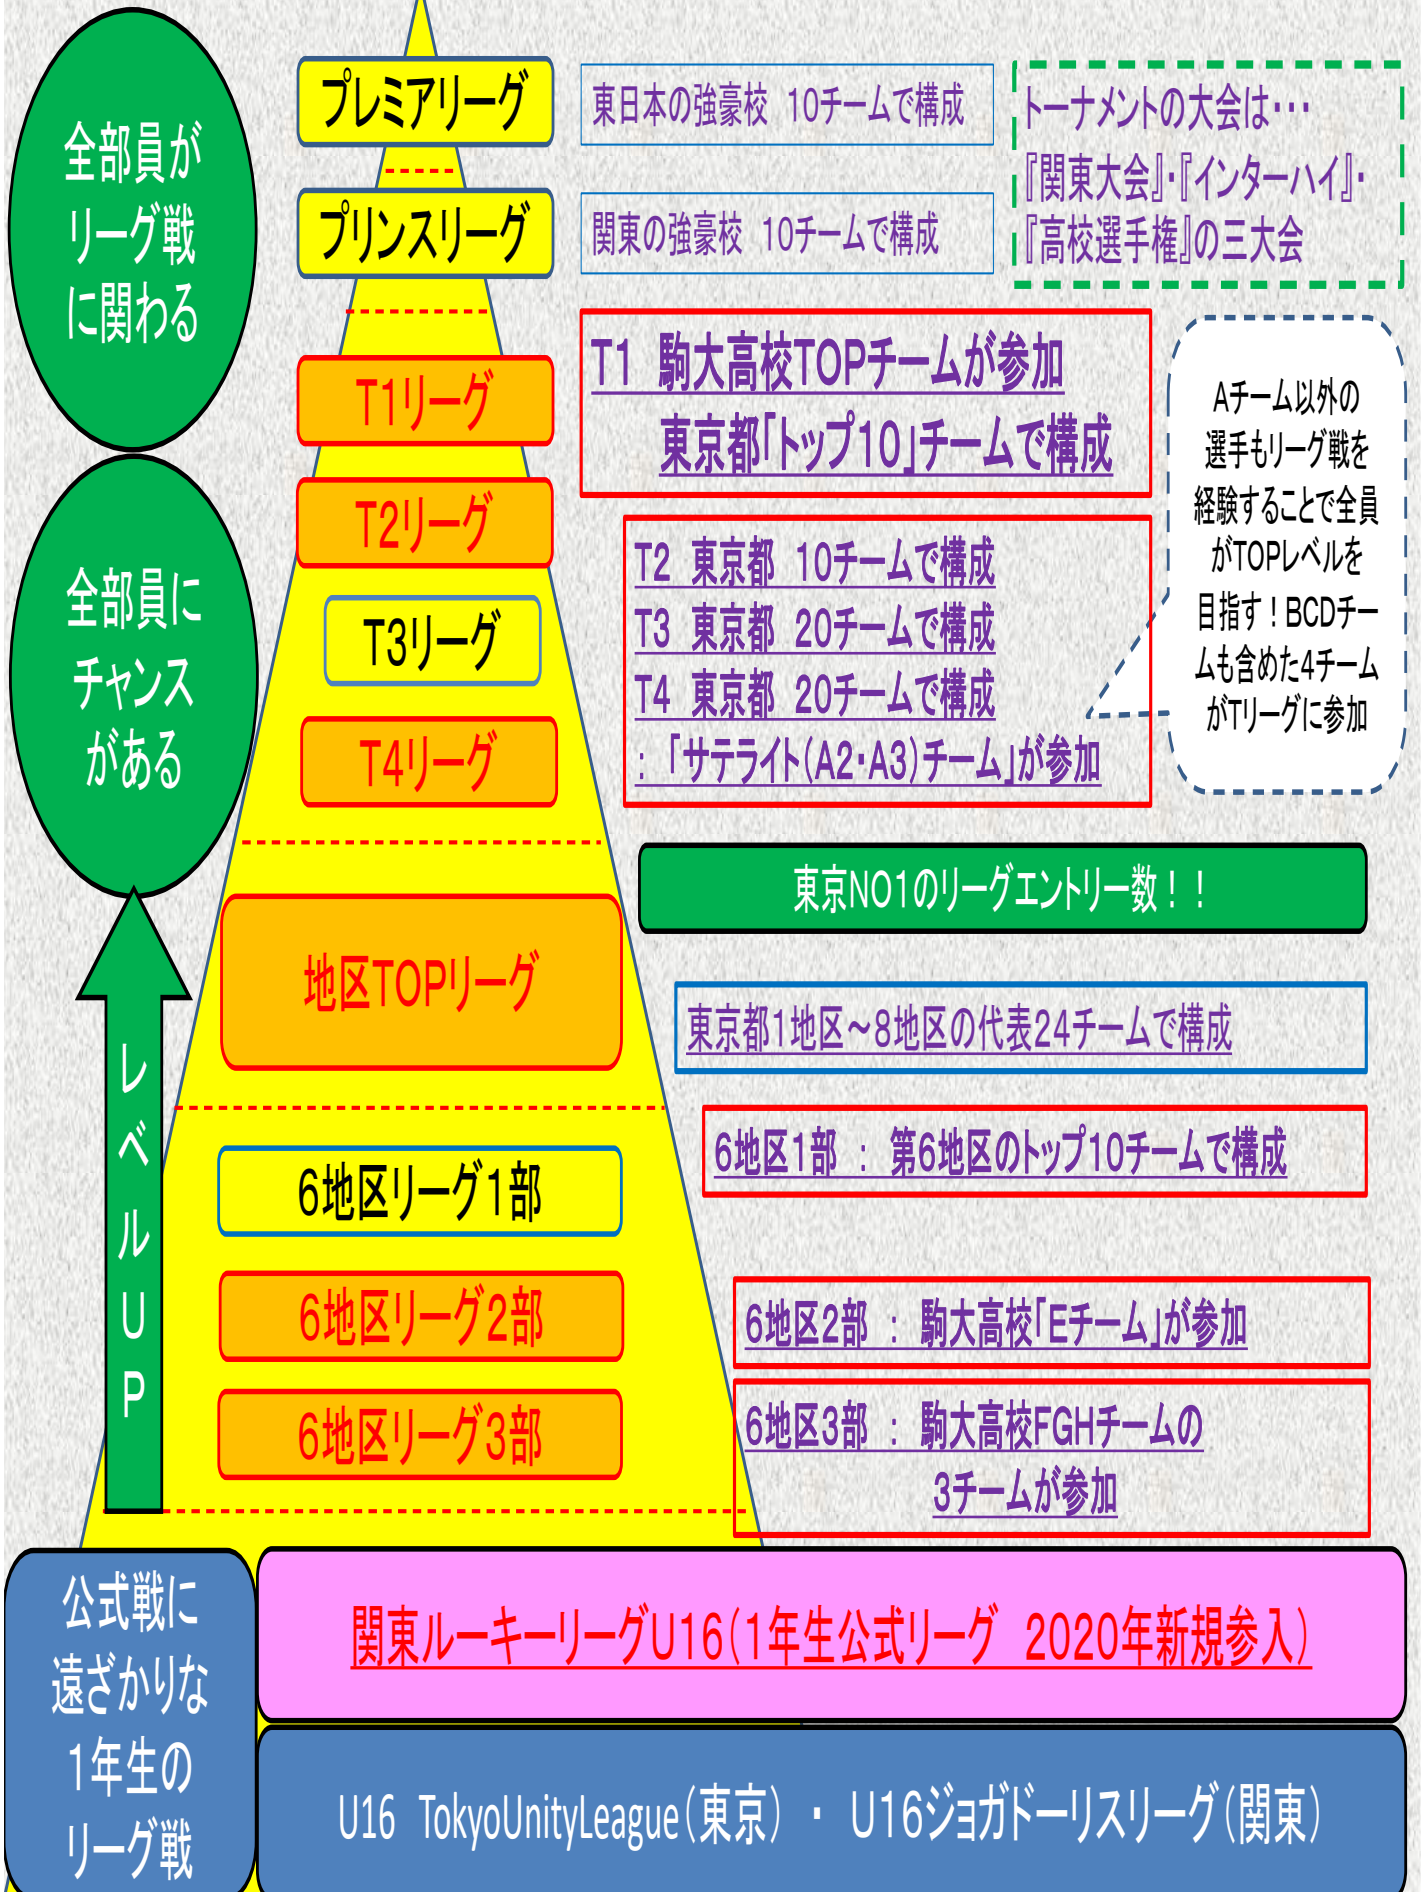 全部員が
リーグ戦
に関わる
プレミアリーグ
東日本の強豪校 10チームで構成
トーナメントの大会は・・・
『関東大会』・『インターハイ』・
『高校選手権』の三大会
プリンスリーグ
関東の強豪校 10チームで構成
T1リーグ
T1 駒大高校TOPチームが参加
東京都「トップ10」チームで構成
Aチーム以外の
選手もリーグ戦を
経験することで全員
がTOPレベルを
目指す！BCDチー
ムも含めた4チーム
がTリーグに参加
全部員に
チャンス
がある
T2リーグ
T3リーグ
T4リーグ
T2 東京都 10チームで構成
T3 東京都 20チームで構成
T4 東京都 20チームで構成
：「サテライト（A2・A3）チーム」が参加
東京NO1のリーグエントリー数！！
地区TOPリーグ
東京都1地区～8地区の代表24チームで構成
レベルUP
6地区リーグ1部
6地区1部 ： 第6地区のトップ10チームで構成
6地区リーグ2部
6地区2部 ： 駒大高校「Eチーム」が参加
6地区リーグ3部
6地区3部 ： 駒大高校FGHチームの
3チームが参加
公式戦に
遠ざかりな
1年生の
リーグ戦
関東ルーキーリーグU16（1年生公式リーグ 2020年新規参入）
U16 TokyoUnityLeague（東京） ・ U16ジョガドーリスリーグ（関東）